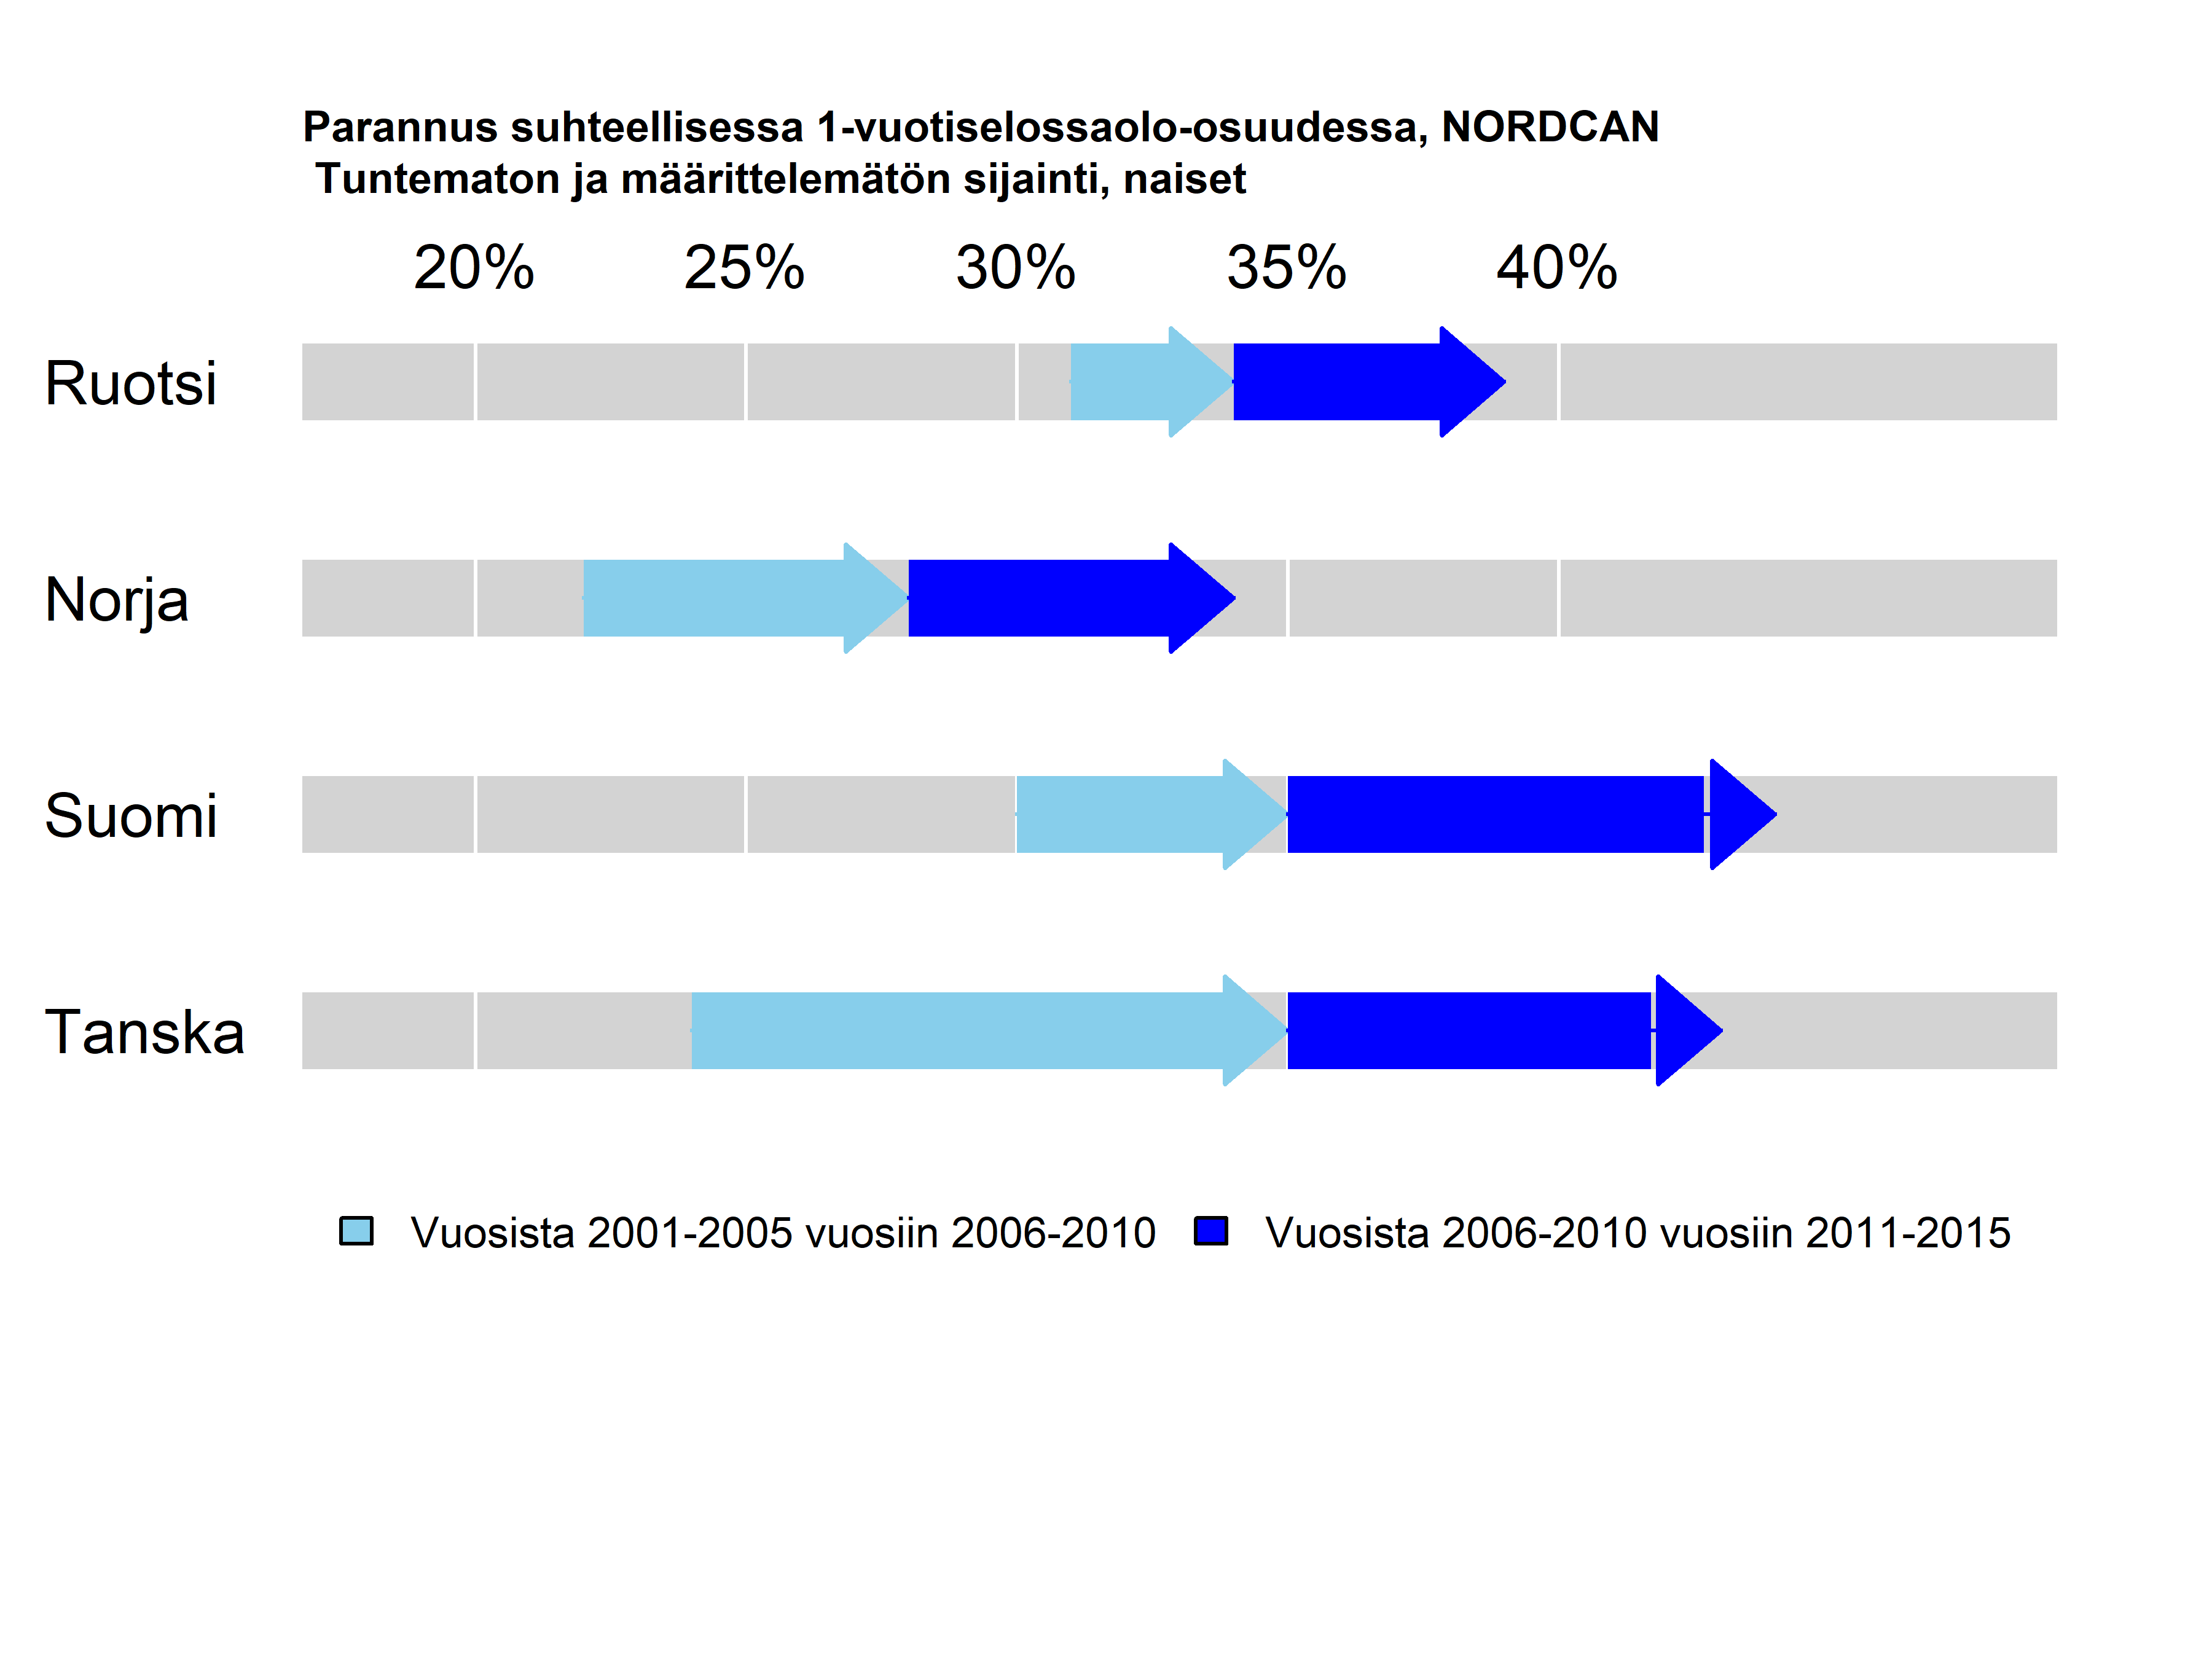 Parannus suhteellisessa 1-vuotiselossaolo-osuudessa, NORDCAN
Tuntematon ja määrittelemätön sijainti, naiset
20% 25% 30% 35% 40%
Ruotsi
Norja
Suomi
Tanska
Vuosista 2001-2005 vuosiin 2006-2010 Vuosista 2006-2010 vuosiin 2011-2015